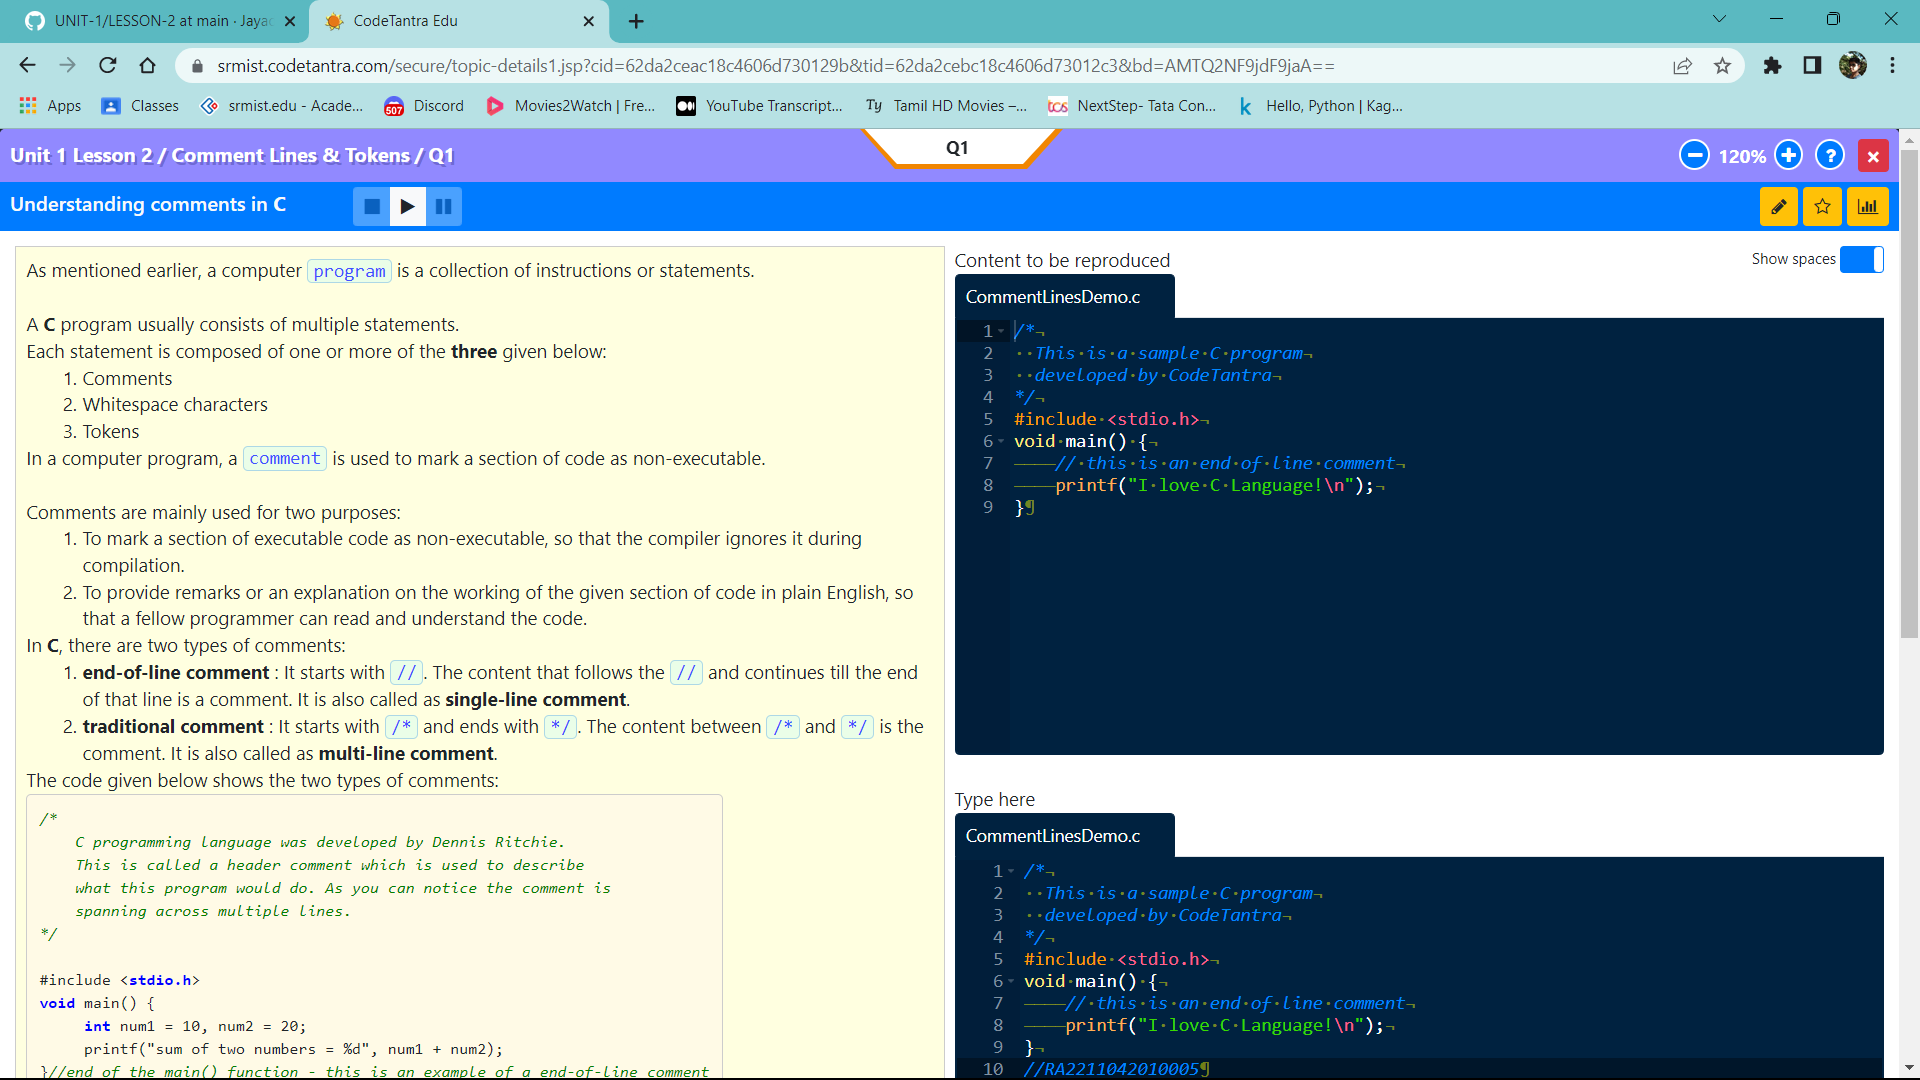 UNIT-1/LESSON-2 at main · Jayac
CodeTantra Edu
srmist.codetantra.com/secure/topic-details1.jsp?cid=62da2ceac18c4606d730129b&tid=62da2cebc18c4606d73012c3&bd=AMTQ2NF9jdF9jaA==
Apps
Classes
srmist.edu - Acade...
507
Discord
Movies2Watch | Fre...
YouTube Transcript...
Ty Tamil HD Movies –...
tcs NextStep- Tata Con...
k Hello, Python | Kag...
Unit 1 Lesson 2 / Comment Lines & Tokens / Q1
Q1
120%
?
Understanding comments in C
As mentioned earlier, a computer program is a collection of instructions or statements.
A C program usually consists of multiple statements.
Each statement is composed of one or more of the three given below:
1. Comments
2. Whitespace characters
3. Tokens
In a computer program, a comment is used to mark a section of code as non-executable.
Comments are mainly used for two purposes:
1. To mark a section of executable code as non-executable, so that the compiler ignores it during
compilation.
2. To provide remarks or an explanation on the working of the given section of code in plain English, so
that a fellow programmer can read and understand the code.
In C, there are two types of comments:
1. end-of-line comment : It starts with //. The content that follows the // and continues till the end
of that line is a comment. It is also called as single-line comment.
2. traditional comment : It starts with /* and ends with */. The content between /* and */ is the
comment. It is also called as multi-line comment.
The code given below shows the two types of comments:
/*
C programming language was developed by Dennis Ritchie.
This is called a header comment which is used to describe
what this program would do. As you can notice the comment is
spanning across multiple lines.
*/
#include <stdio.h>
void main() {
int num1 = 10, num2 = 20;
printf("sum of two numbers = %d", num1 + num2);
}//end of the main() function - this is an example of a end-of-line comment
Content to be reproduced
Show spaces
CommentLinesDemo.c
1 /*¬
2 ··This·is·a·sample·C·program¬
3 ··developed·by·CodeTantra¬
4 */¬
5 #include·<stdio.h>¬
6 void·main()·{¬
7 ————//·this·is·an·end·of·line·comment¬
8 ————printf("I·love·C·Language!\n");¬
9 }¶
Type here
CommentLinesDemo.c
1 /*¬
2 ··This·is·a·sample·C·program¬
3 ··developed·by·CodeTantra¬
4 */¬
5 #include·<stdio.h>¬
6 void·main()·{¬
7 ————//·this·is·an·end·of·line·comment¬
8 ————printf("I·love·C·Language!\n");¬
9 }¬
10 //RA2211042010005¶